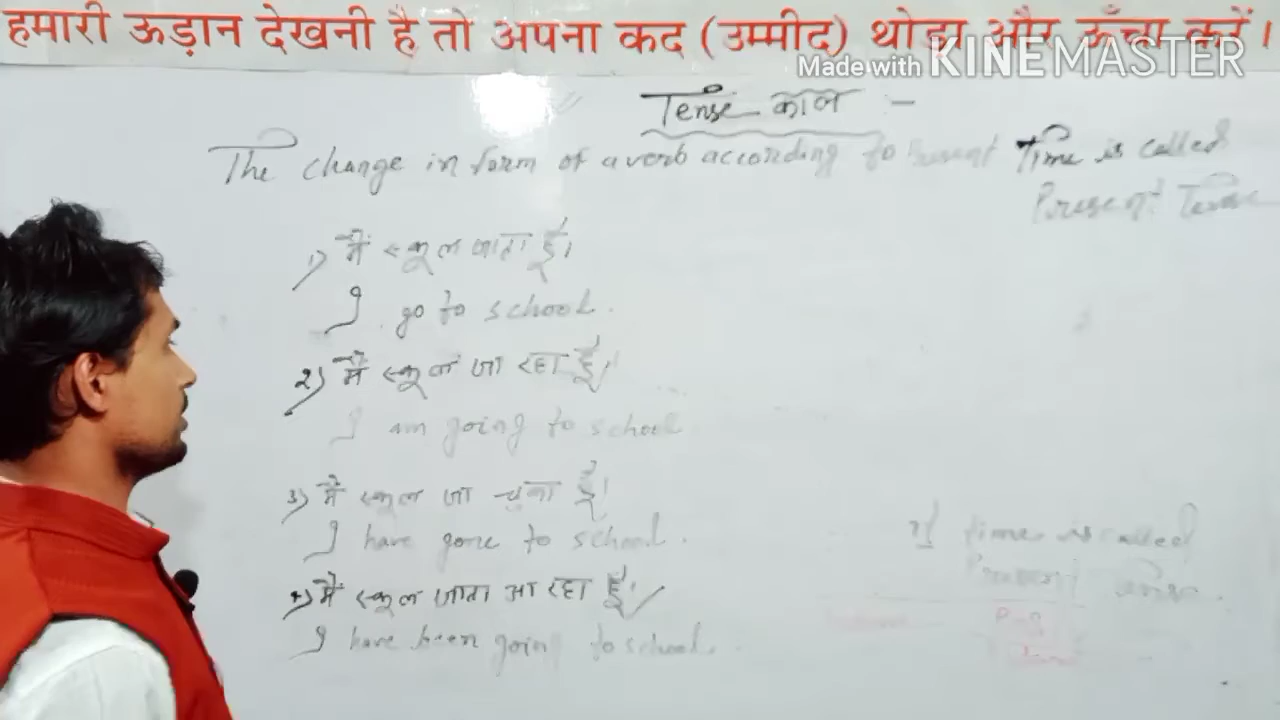 हमारी ऊड़ान देखनी है तो अपना कद (उम्मीद) थोडा और ऊँचा करें।
Made with KINEMASTER
Tense काल :-
The change in form of a verb according to Present Time is called
Present Tense
1) मैं स्कूल जाता हूँ।
I go to school.
2) मैं स्कूल जा रहा हूँ।
I am going to school
3) मैं स्कूल जा चुका हूँ।
I have gone to school.
4) मैं स्कूल जाता आ रहा हूँ।
I have been going to school.
time is called
Present